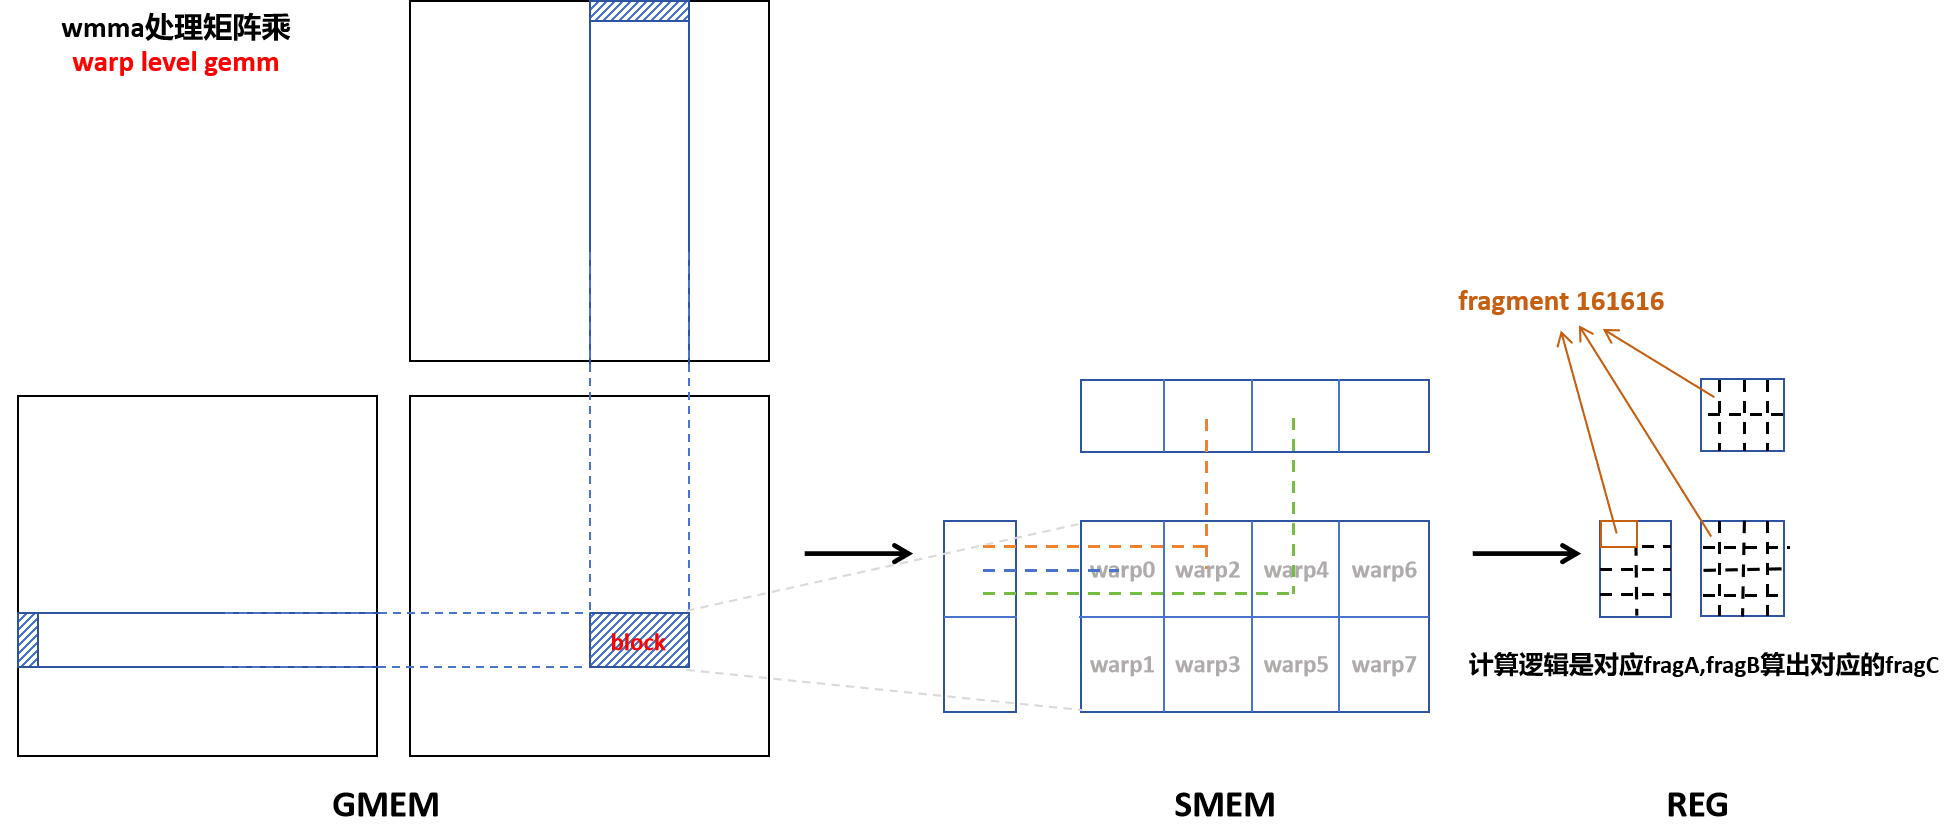 wmma处理矩阵乘
warp level gemm
block
warp0 warp2 warp4 warp6
warp1 warp3 warp5 warp7
fragment 161616
计算逻辑是对应fragA,fragB算出对应的fragC
GMEM
SMEM
REG